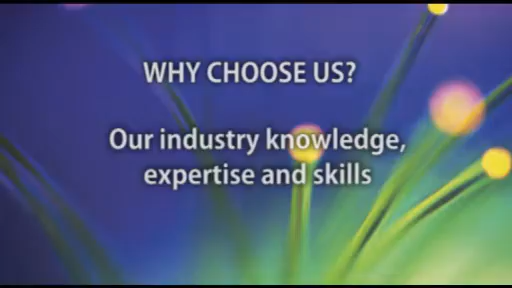 WHY CHOOSE US?
Our industry knowledge,
expertise and skills